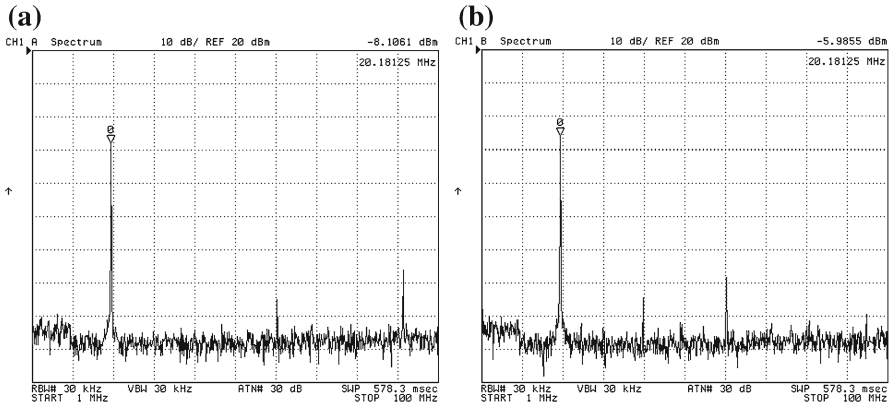 (a)
CH1 A Spectrum 10 dB/ REF 20 dBm -8.1061 dBm
20.18125 MHz
0
RBW# 30 kHz VBW 30 kHz ATN# 30 dB SWP 578.3 msec
START 1 MHz STOP 100 MHz
(b)
CH1 B Spectrum 10 dB/ REF 20 dBm -5.9855 dBm
20.18125 MHz
0
RBW# 30 kHz VBW 30 kHz ATN# 30 dB SWP 578.3 msec
START 1 MHz STOP 100 MHz